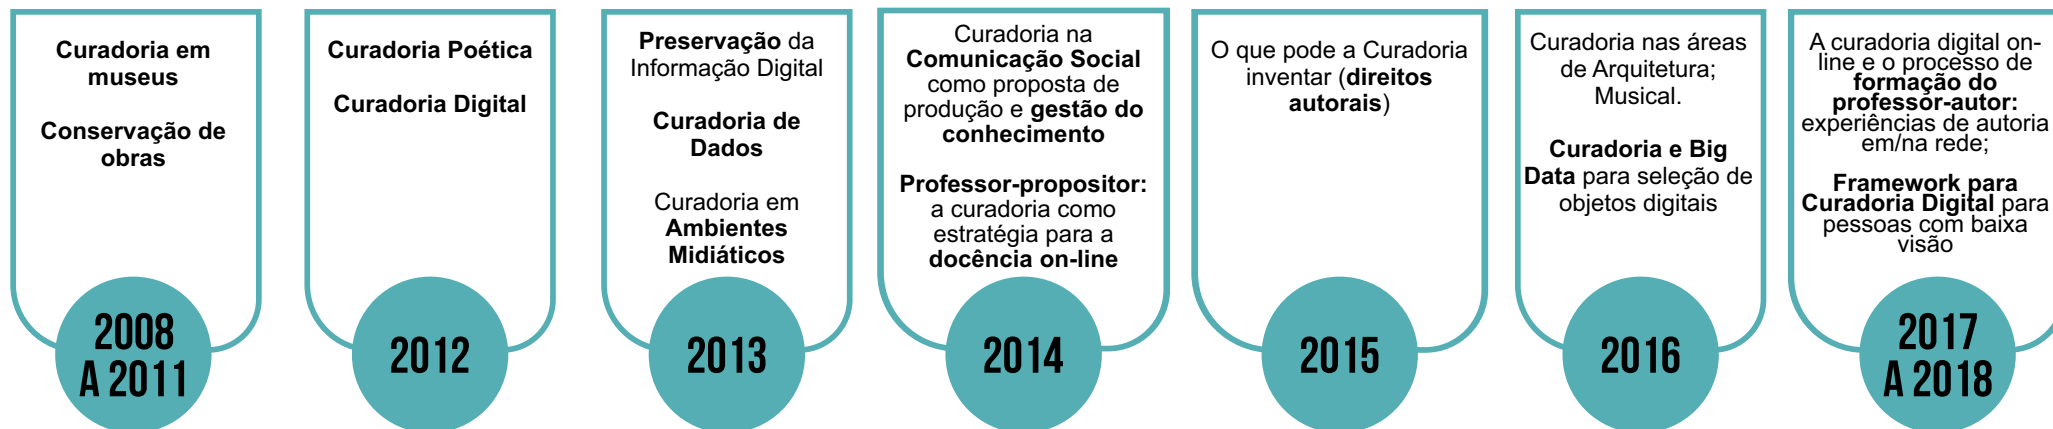 Curadoria em
museus
Conservação de
obras
2008
A 2011
Curadoria Poética
Curadoria Digital
2012
Preservação da
Informação Digital
Curadoria de
Dados
Curadoria em
Ambientes
Midiáticos
2013
Curadoria na
Comunicação Social
como proposta de
produção e gestão do
conhecimento
Professor-propositor:
a curadoria como
estratégia para a
docência on-line
2014
O que pode a Curadoria
inventar (direitos
autorais)
2015
Curadoria nas áreas
de Arquitetura;
Musical.
Curadoria e Big
Data para seleção de
objetos digitais
2016
A curadoria digital on-
line e o processo de
formação do
professor-autor:
experiências de autoria
em/na rede;
Framework para
Curadoria Digital para
pessoas com baixa
visão
2017
A 2018